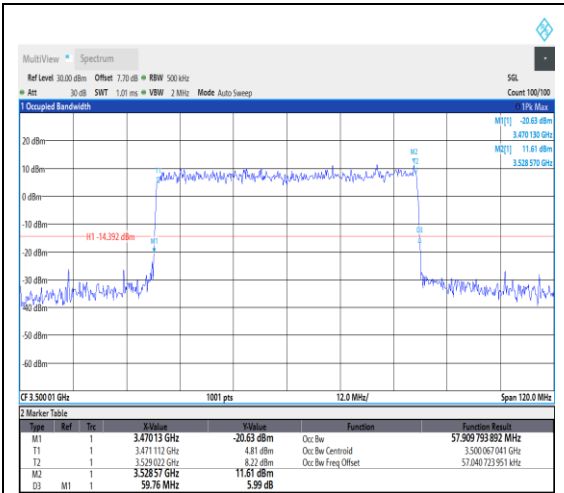 MultiView Spectrum
Ref Level 30.00 dBm Offset 7.70 dB RBW 500 kHz SGL
Att 30 dB SWT 1.01 ms VBW 2 MHz Mode Auto Sweep Count 100/100
1 Occupied Bandwidth 1Pk Max
M1[1] -20.63 dBm
3.470 130 GHz
M2[1] 11.61 dBm
3.528 570 GHz
M2
20 dBm
10 dBm
T2
0 dBm
-10 dBm
D3
H1 -14.392 dBm
M1
-20 dBm
-30 dBm
-40 dBm
-50 dBm
-60 dBm
CF 3.500 01 GHz 1001 pts 12.0 MHz/ Span 120.0 MHz
2 Marker Table
Type Ref Trc X-Value Y-Value Function Function Result
M1 1 3.470 13 GHz -20.63 dBm Occ Bw 57.909 793 892 MHz
T1 1 3.471 112 GHz 4.81 dBm Occ Bw Centroid 3.500 067 041 GHz
T2 1 3.529 022 GHz 8.22 dBm Occ Bw Freq Offset 57.040 723 951 kHz
M2 1 3.528 57 GHz 11.61 dBm
D3 M1 1 59.76 MHz 5.99 dB